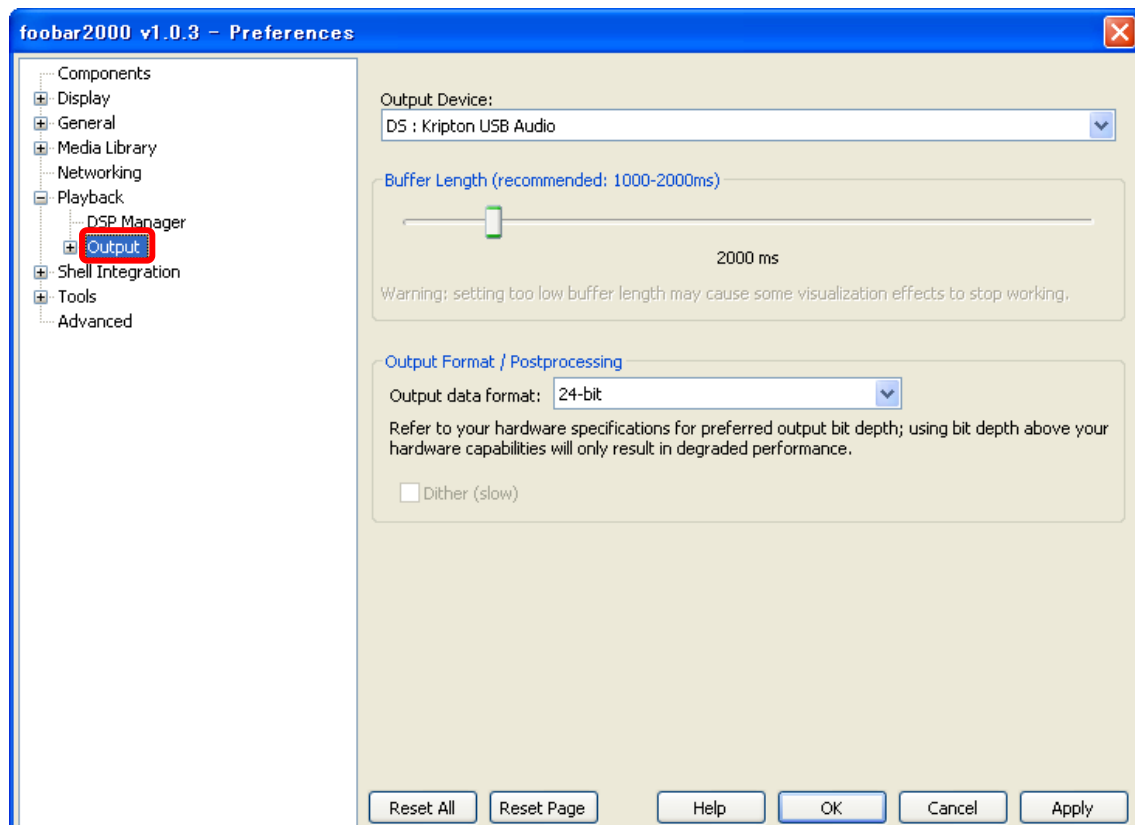 foobar2000 v1.0.3 - Preferences
Components
Display
General
Media Library
Networking
Playback
DSP Manager
Output
Shell Integration
Tools
Advanced
Output Device:
DS : Kripton USB Audio
Buffer Length (recommended: 1000-2000ms)
2000 ms
Warning: setting too low buffer length may cause some visualization effects to stop working.
Output Format / Postprocessing
Output data format: 24-bit
Refer to your hardware specifications for preferred output bit depth; using bit depth above your
hardware capabilities will only result in degraded performance.
Dither (slow)
Reset All Reset Page Help OK Cancel Apply